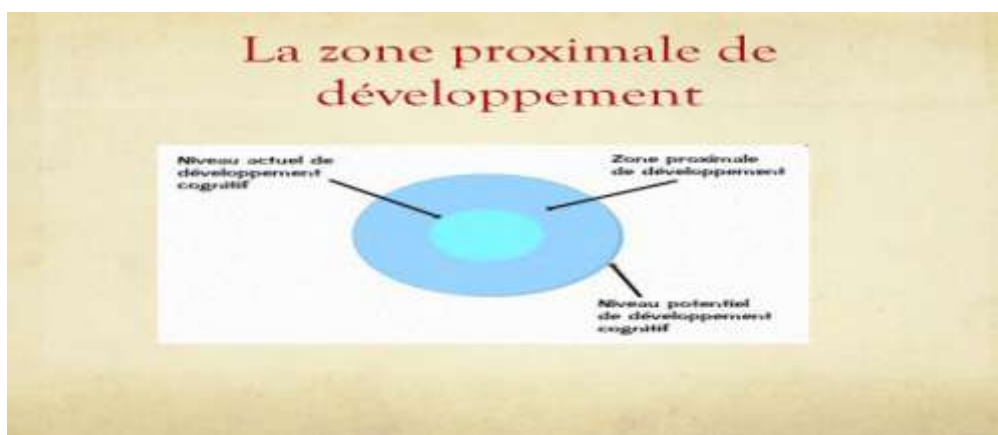 La zone proximale de
développement
Niveau actuel de
développement
cognitif
Zone proximale
de développement
Niveau potentiel
de développement
cognitif